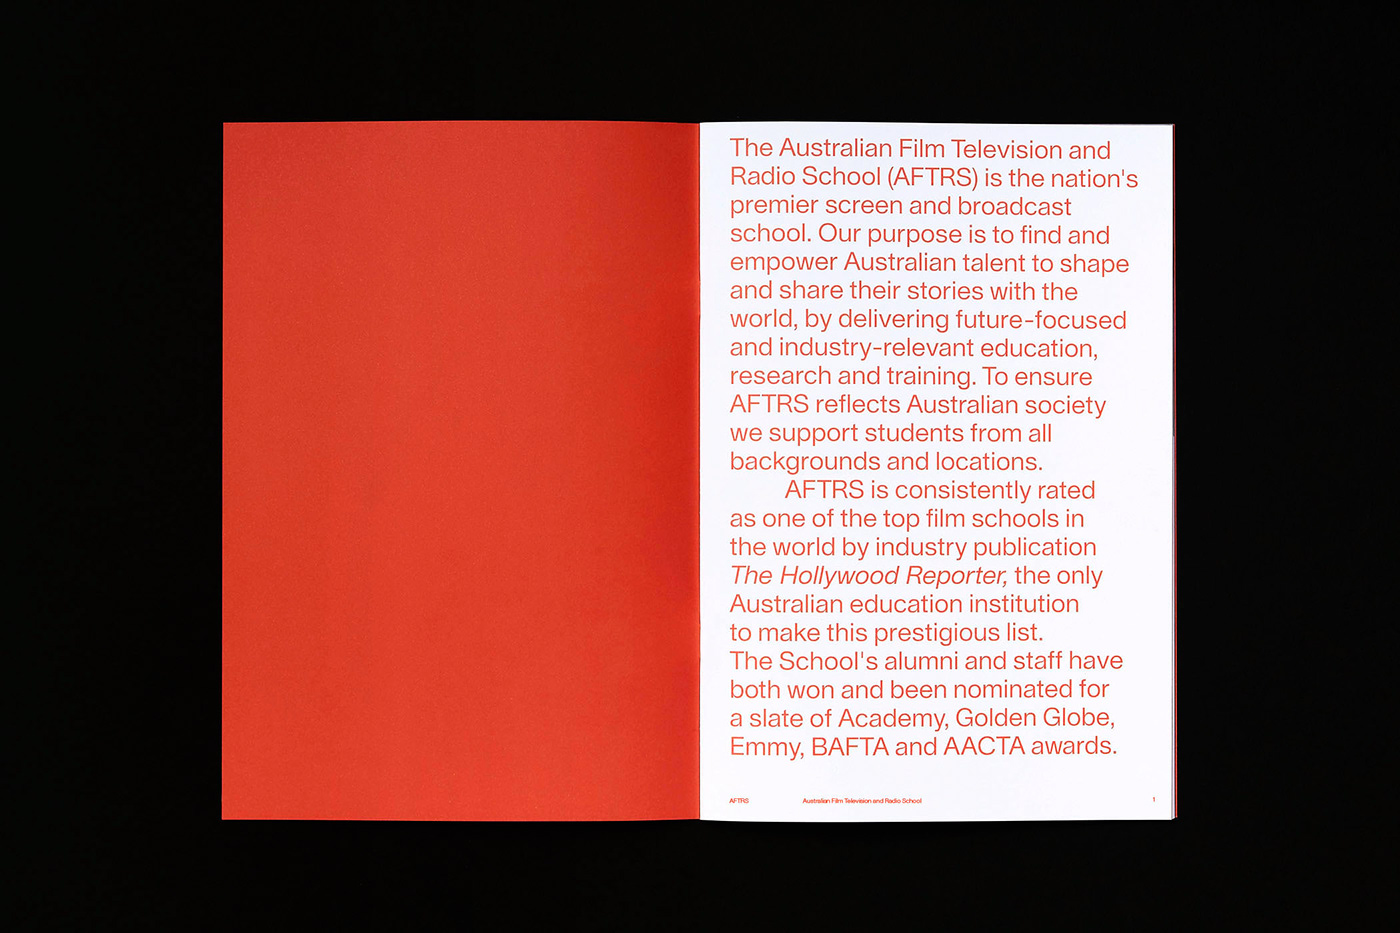 The Australian Film Television and
Radio School (AFTRS) is the nation's
premier screen and broadcast
school. Our purpose is to find and
empower Australian talent to shape
and share their stories with the
world, by delivering future-focused
and industry-relevant education,
research and training. To ensure
AFTRS reflects Australian society
we support students from all
backgrounds and locations.
AFTRS is consistently rated
as one of the top film schools in
the world by industry publication
The Hollywood Reporter, the only
Australian education institution
to make this prestigious list.
The School's alumni and staff have
both won and been nominated for
a slate of Academy, Golden Globe,
Emmy, BAFTA and AACTA awards.
AFTRS Australian Film Television and Radio School 1